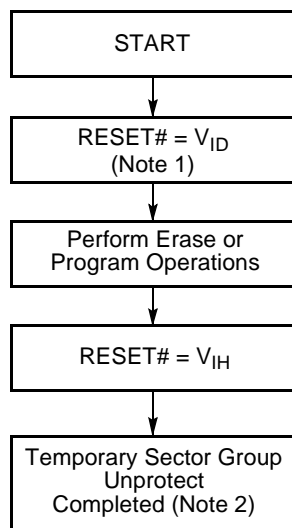 START
RESET# = VID
(Note 1)
Perform Erase or
Program Operations
RESET# = VIH
Temporary Sector Group
Unprotect
Completed (Note 2)